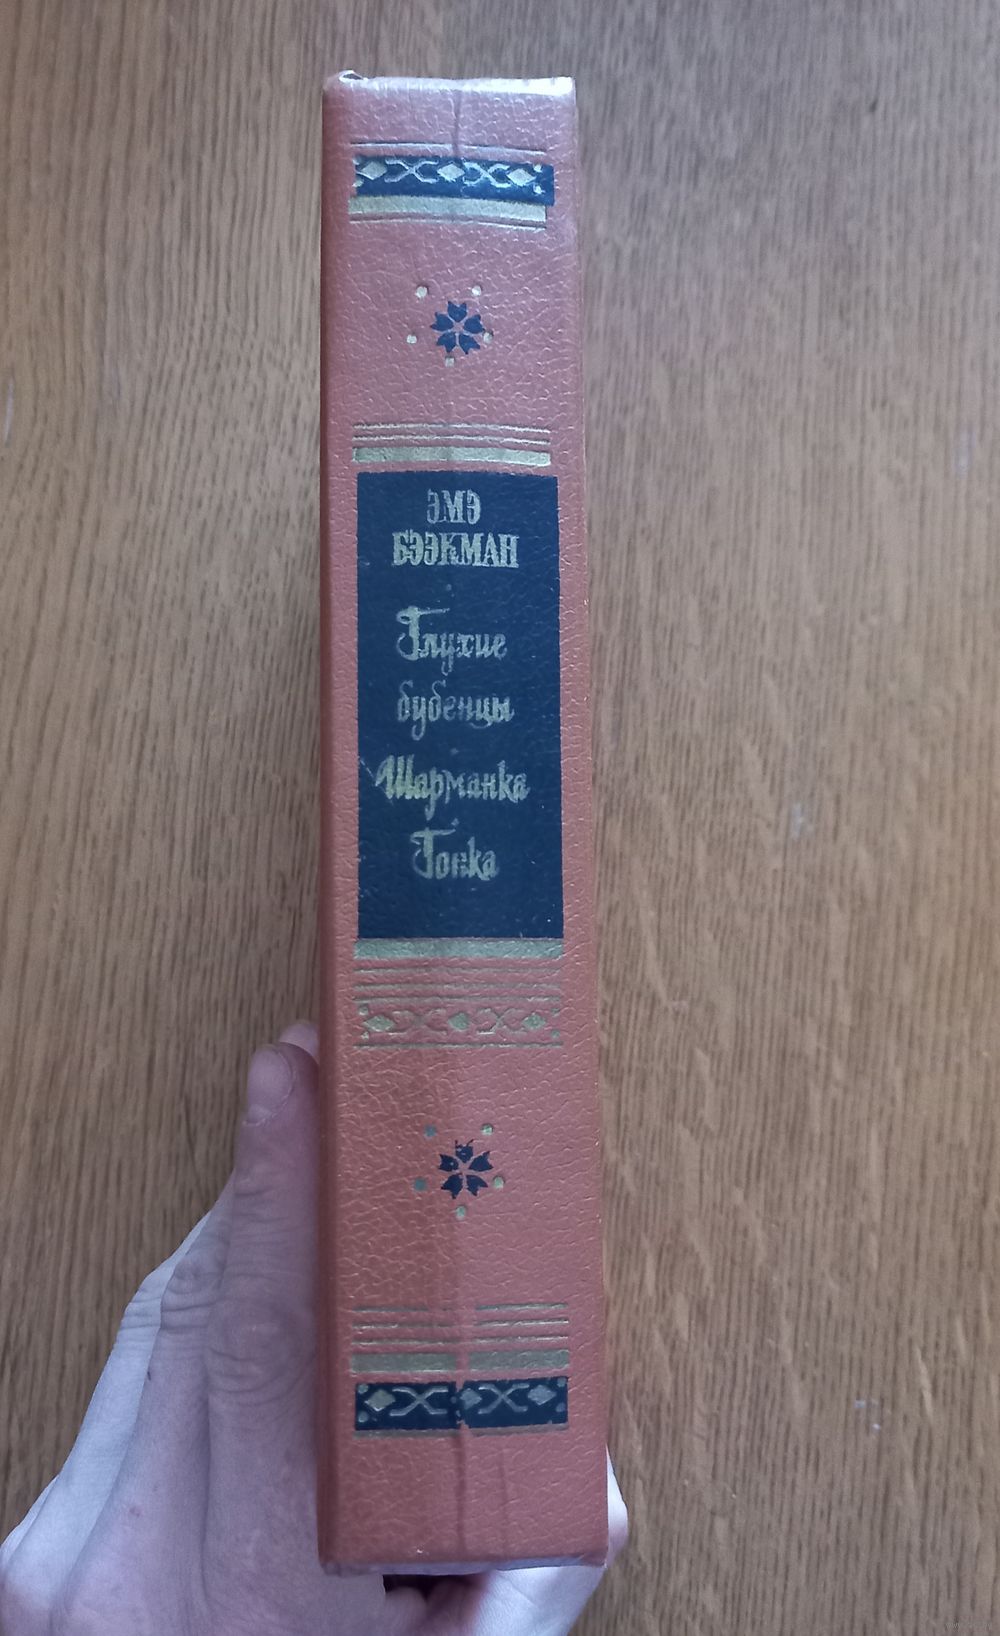 ЭМЭ
БЭЭКМАН
Глухие
бубенцы
Шарманка
Гонка